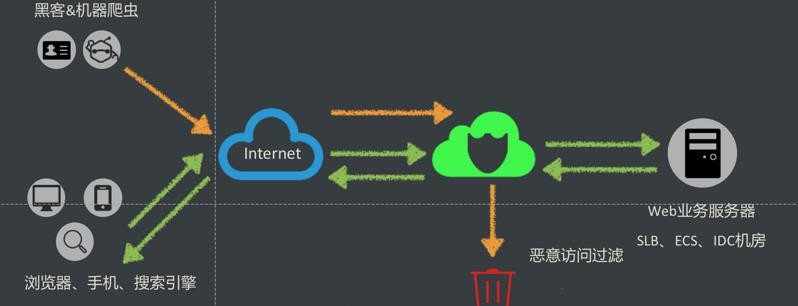 黑客&机器爬虫
Internet
Web业务服务器
SLB、ECS、IDC机房
恶意访问过滤
浏览器、手机、搜索引擎